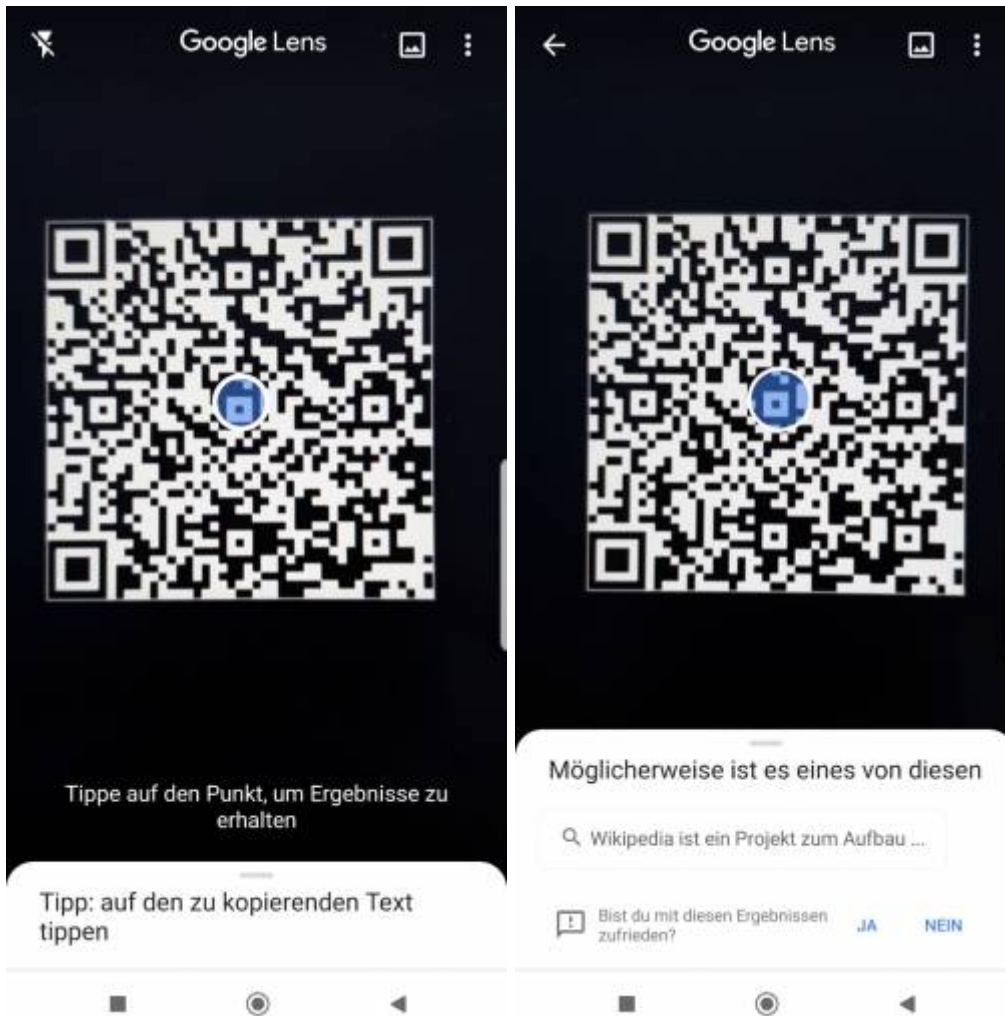 Google Lens
Tippe auf den Punkt, um Ergebnisse zu
erhalten
Tipp: auf den zu kopierenden Text
tippen
Google Lens
Möglicherweise ist es eines von diesen
Wikipedia ist ein Projekt zum Aufbau ...
Bist du mit diesen Ergebnissen
zufrieden?
JA
NEIN